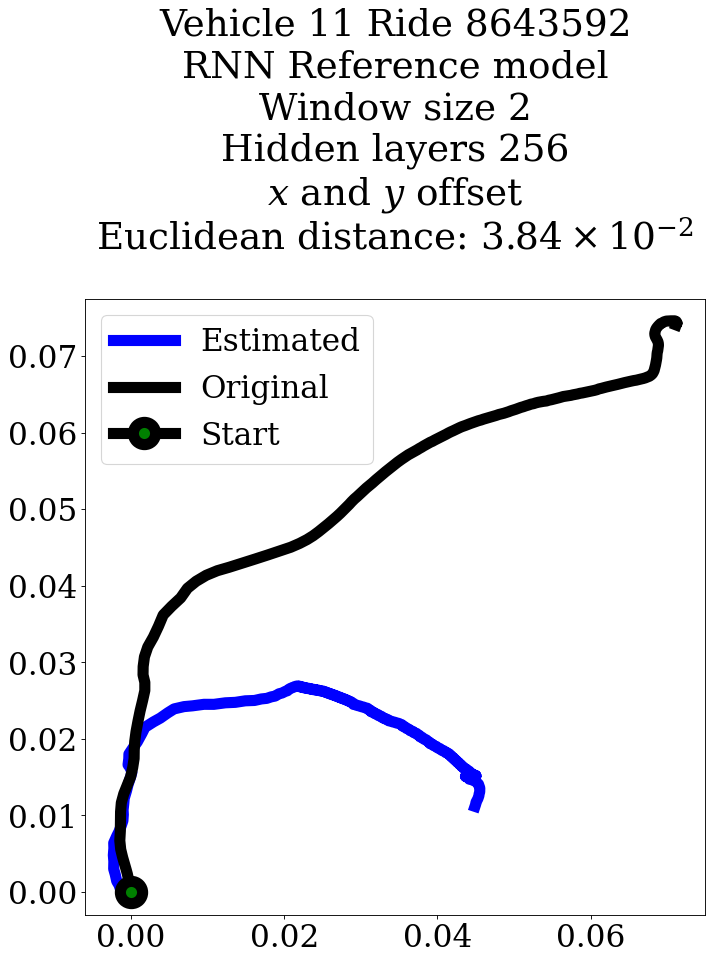 Vehicle 11 Ride 8643592
RNN Reference model
Window size 2
Hidden layers 256
x and y offset
Euclidean distance: 3.84 × 10⁻²
Estimated
Original
Start
0.07
0.06
0.05
0.04
0.03
0.02
0.01
0.00
0.00 0.02 0.04 0.06